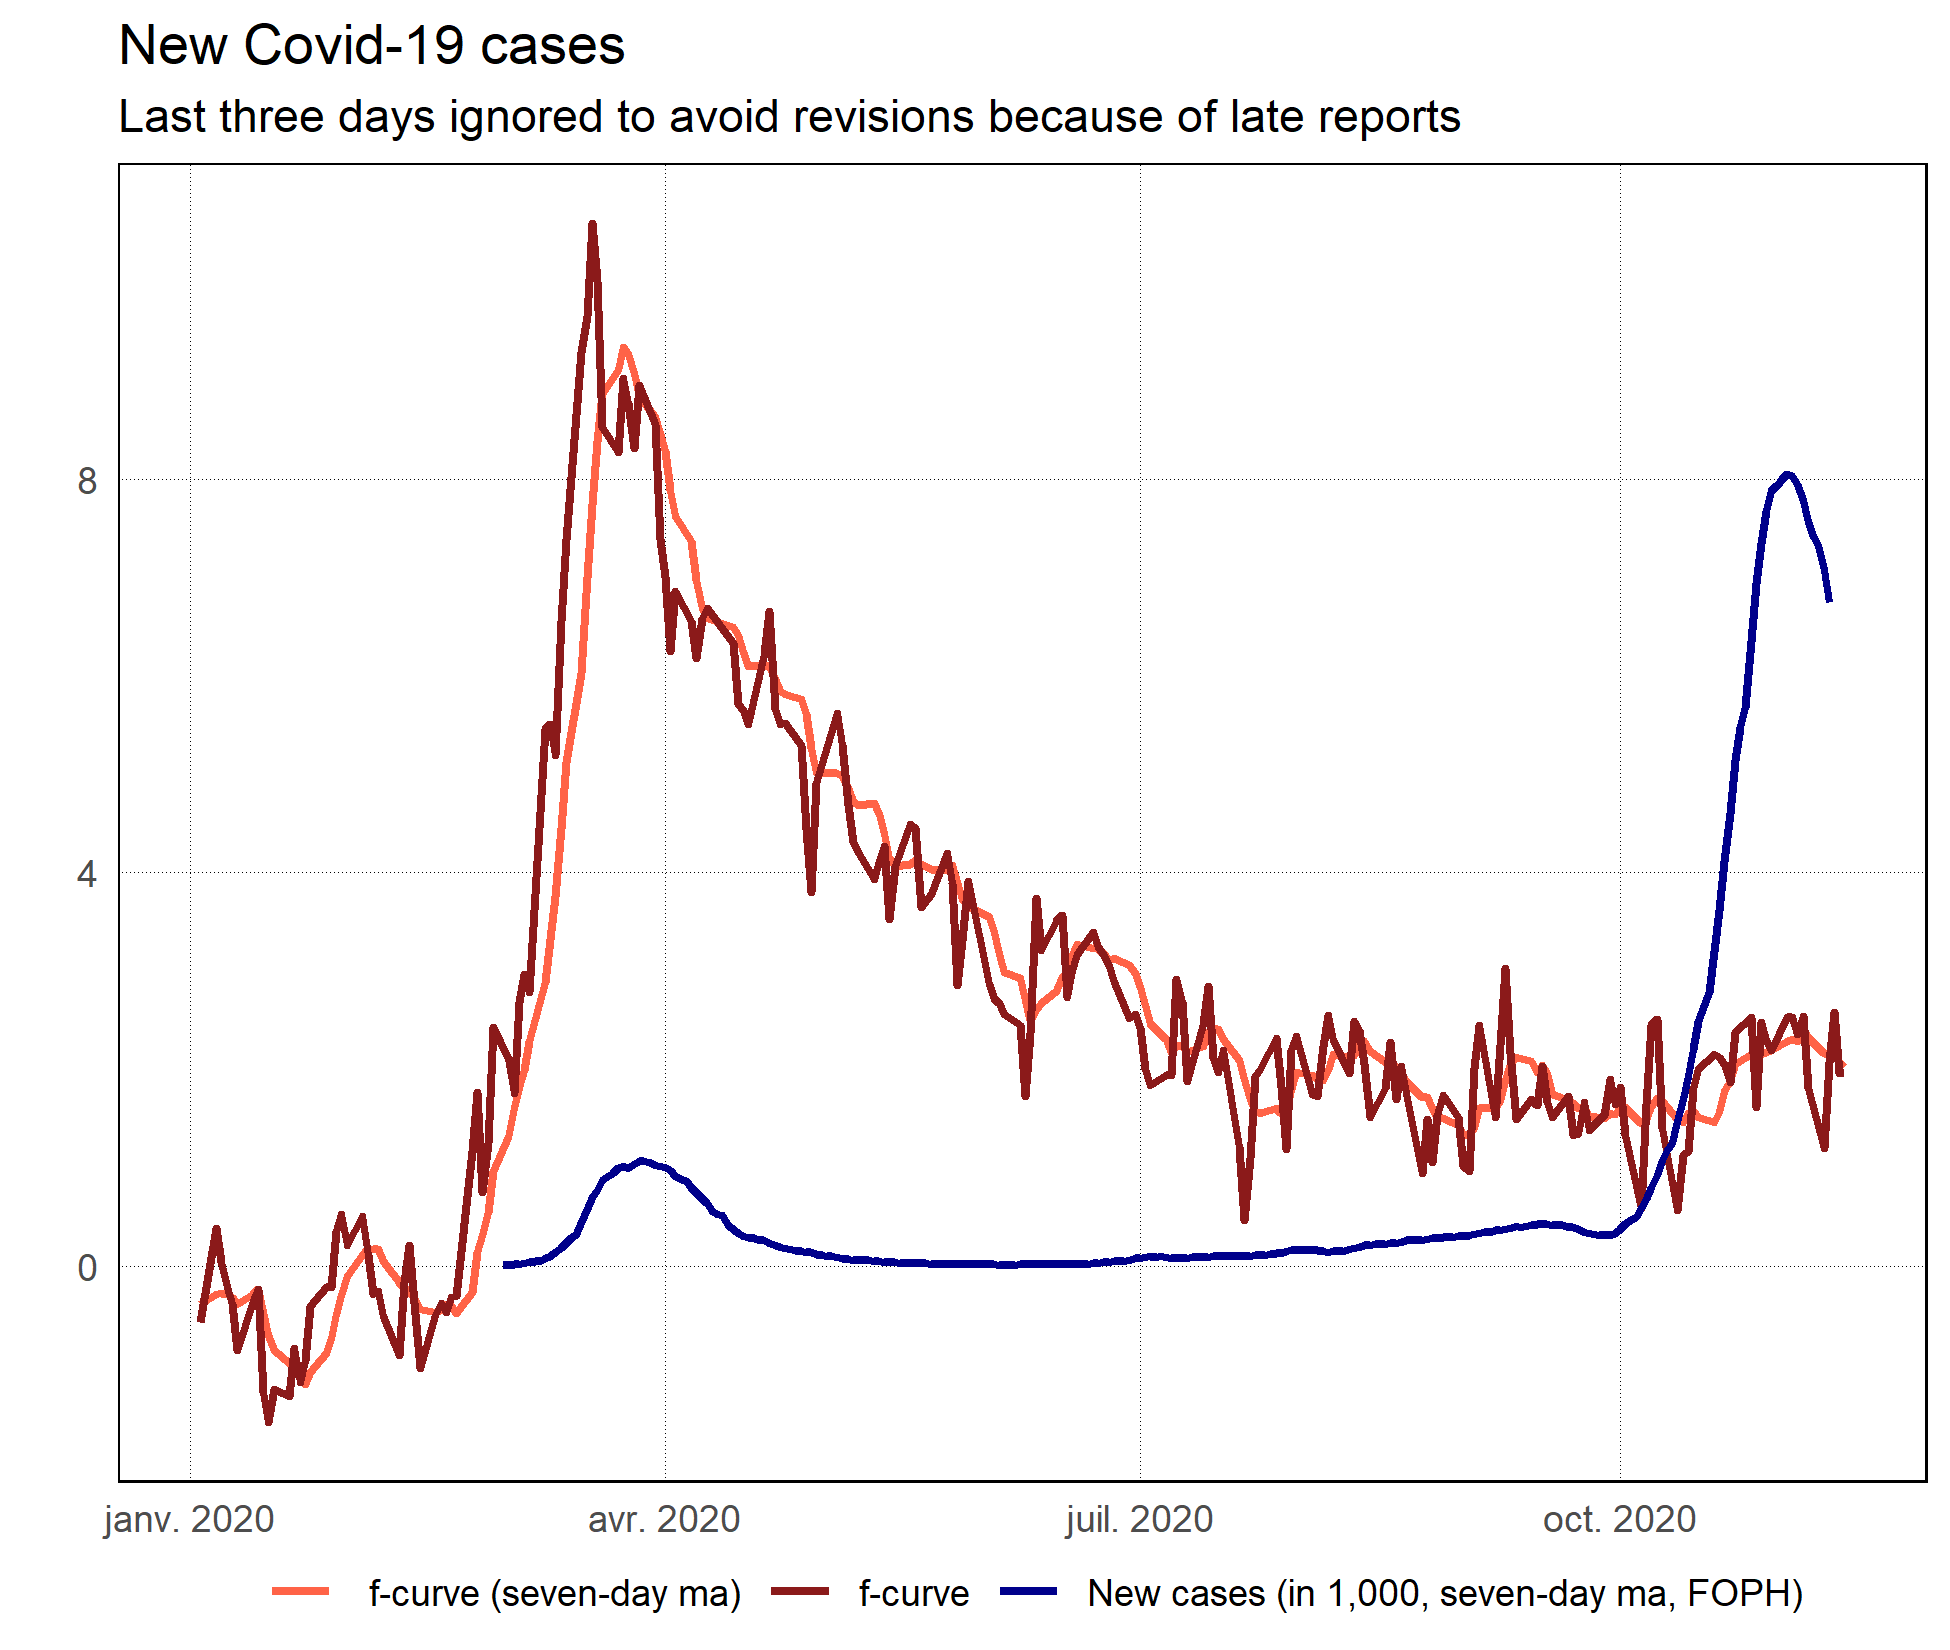 New Covid-19 cases
Last three days ignored to avoid revisions because of late reports
8
4
0
janv. 2020 avr. 2020 juil. 2020 oct. 2020
f-curve (seven-day ma) f-curve New cases (in 1,000, seven-day ma, FOPH)